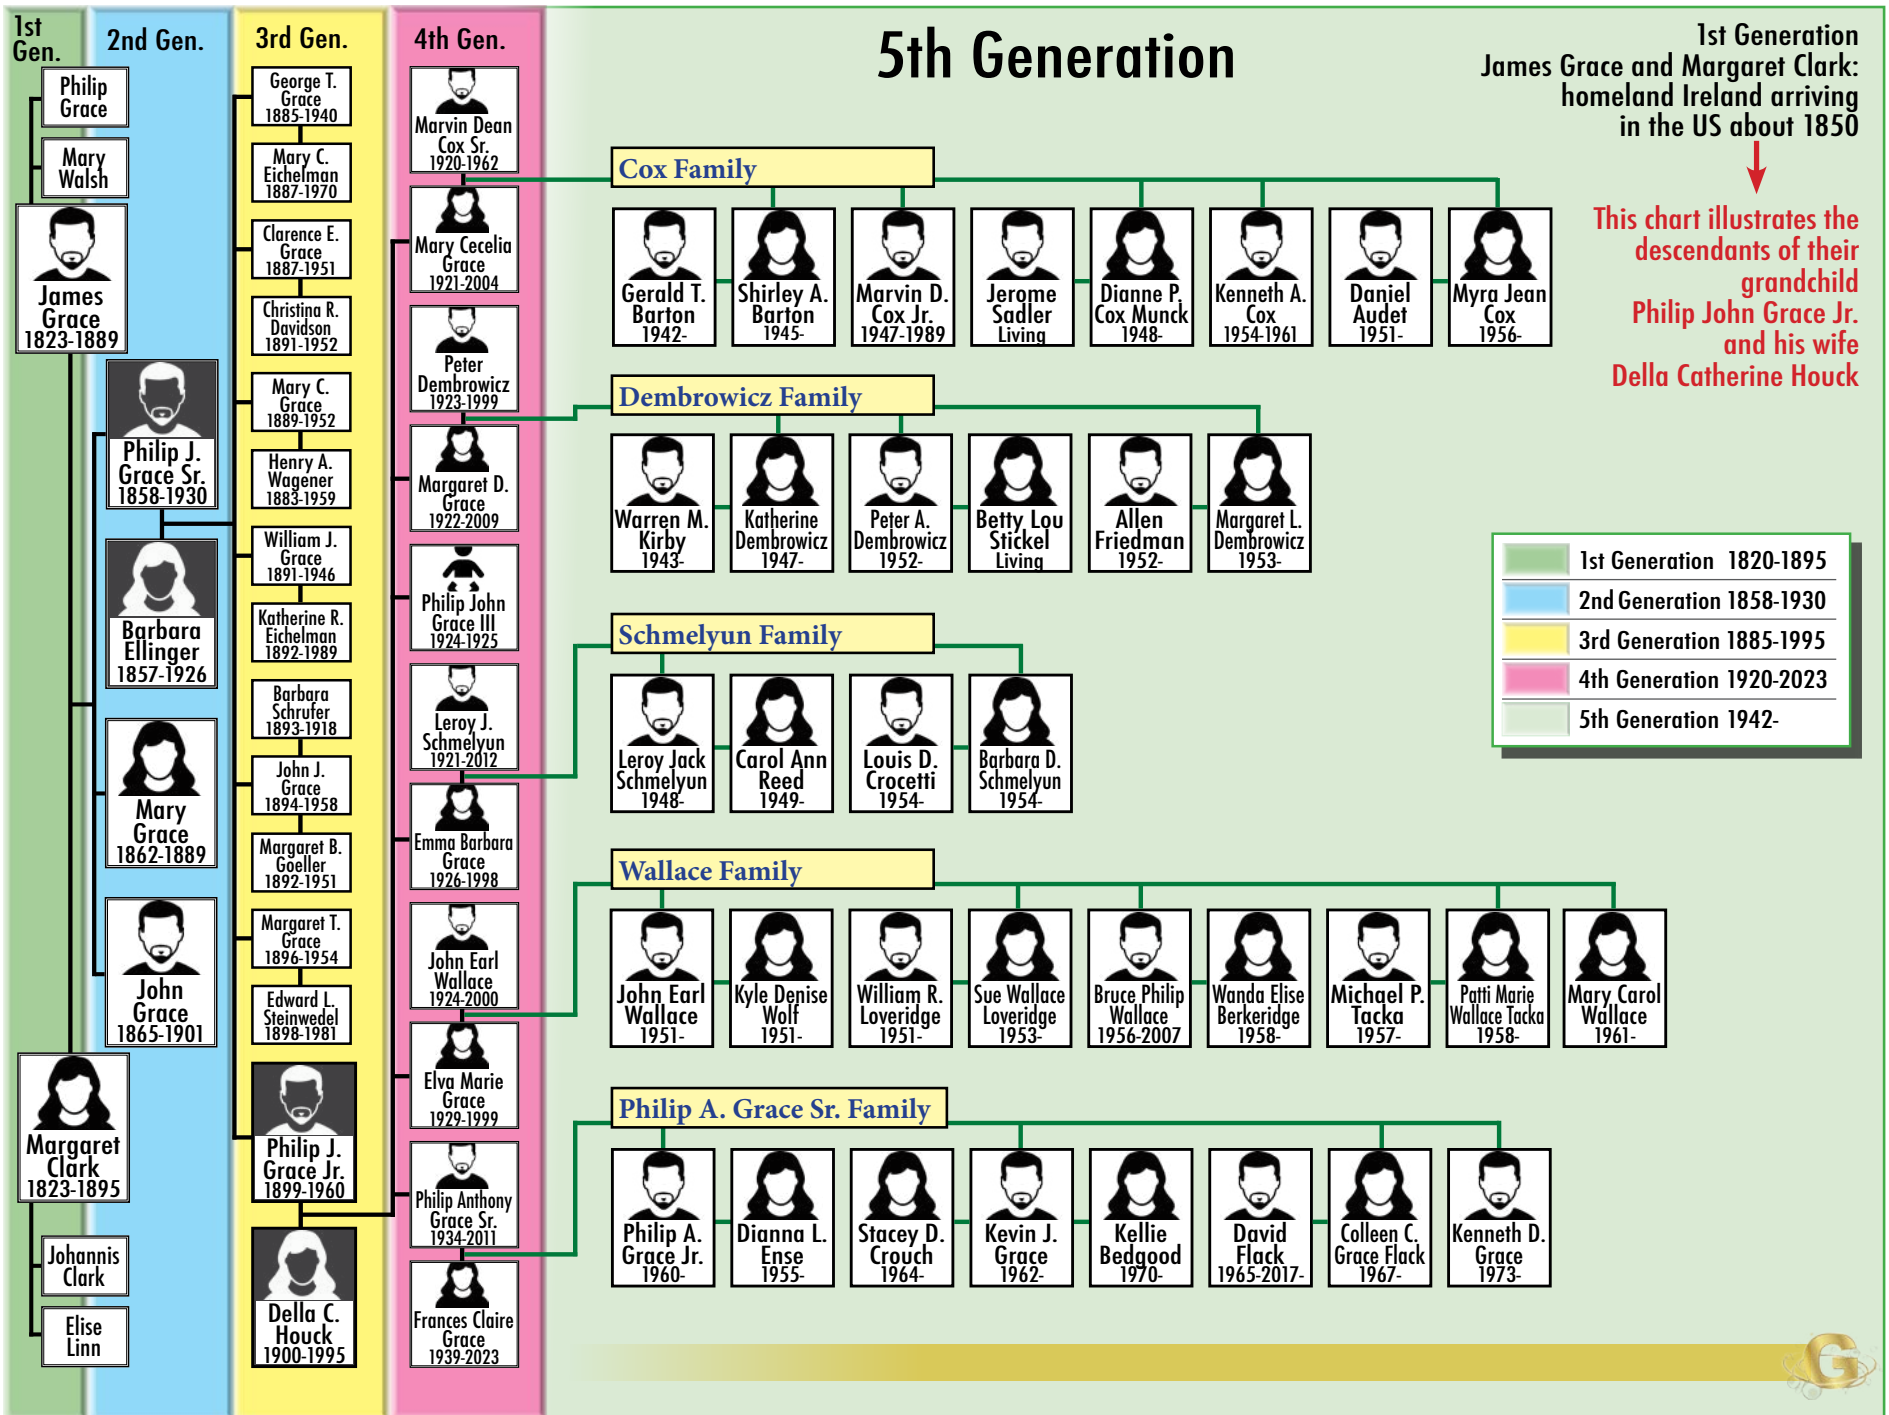 1st
Gen.
Philip
Grace
Mary
Walsh
James
Grace
1823-1889
Margaret
Clark
1823-1895
Johannis
Clark
Elise
Linn
2nd Gen.
Philip J.
Grace Sr.
1858-1930
Barbara
Ellinger
1857-1926
Mary
Grace
1862-1889
John
Grace
1865-1901
3rd Gen.
George T.
Grace
1885-1940
Mary C.
Eichelman
1887-1970
Clarence E.
Grace
1887-1951
Christina R.
Davidson
1891-1952
Mary C.
Grace
1889-1952
Henry A.
Wagener
1883-1959
William J.
Grace
1891-1946
Katherine R.
Eichelman
1892-1989
Barbara
Schrufer
1893-1918
John J.
Grace
1894-1958
Margaret B.
Goeller
1892-1951
Margaret T.
Grace
1896-1954
Edward L.
Steinwedel
1898-1981
Philip J.
Grace Jr.
1899-1960
Della C.
Houck
1900-1995
4th Gen.
Marvin Dean
Cox Sr.
1920-1962
Mary Cecelia
Grace
1921-2004
Peter
Dembrowicz
1923-1999
Margaret D.
Grace
1922-2009
Philip John
Grace III
1924-1925
Leroy J.
Schmelyun
1921-2012
Emma Barbara
Grace
1926-1998
John Earl
Wallace
1924-2000
Elva Marie
Grace
1929-1999
Philip Anthony
Grace Sr.
1934-2011
Frances Claire
Grace
1939-2023
5th Generation
1st Generation
James Grace and Margaret Clark:
homeland Ireland arriving
in the US about 1850
This chart illustrates the
descendants of their
grandchild
Philip John Grace Jr.
and his wife
Della Catherine Houck
Cox Family
Gerald T.
Barton
1942-
Shirley A.
Barton
1945-
Marvin D.
Cox Jr.
1947-1989
Jerome
Sadler
Living
Dianne P.
Cox Munck
1948-
Kenneth A.
Cox
1954-1961
Daniel
Audet
1951-
Myra Jean
Cox
1956-
Dembrowicz Family
Warren M.
Kirby
1943-
Katherine
Dembrowicz
1947-
Peter A.
Dembrowicz
1952-
Betty Lou
Stickel
Living
Allen
Friedman
1952-
Margaret L.
Dembrowicz
1953-
1st Generation 1820-1895
2nd Generation 1858-1930
3rd Generation 1885-1995
4th Generation 1920-2023
5th Generation 1942-
Schmelyun Family
Leroy Jack
Schmelyun
1948-
Carol Ann
Reed
1949-
Louis D.
Crocetti
1954-
Barbara D.
Schmelyun
1954-
Wallace Family
John Earl
Wallace
1951-
Kyle Denise
Wolf
1951-
William R.
Loveridge
1951-
Sue Wallace
Loveridge
1953-
Bruce Philip
Wallace
1956-2007
Wanda Elise
Berkeridge
1958-
Michael P.
Tacka
1957-
Patti Marie
Wallace Tacka
1958-
Mary Carol
Wallace
1961-
Philip A. Grace Sr. Family
Philip A.
Grace Jr.
1960-
Dianna L.
Ense
1955-
Stacey D.
Crouch
1964-
Kevin J.
Grace
1962-
Kellie
Bedgood
1970-
David
Flack
1965-2017-
Colleen C.
Grace Flack
1967-
Kenneth D.
Grace
1973-
G